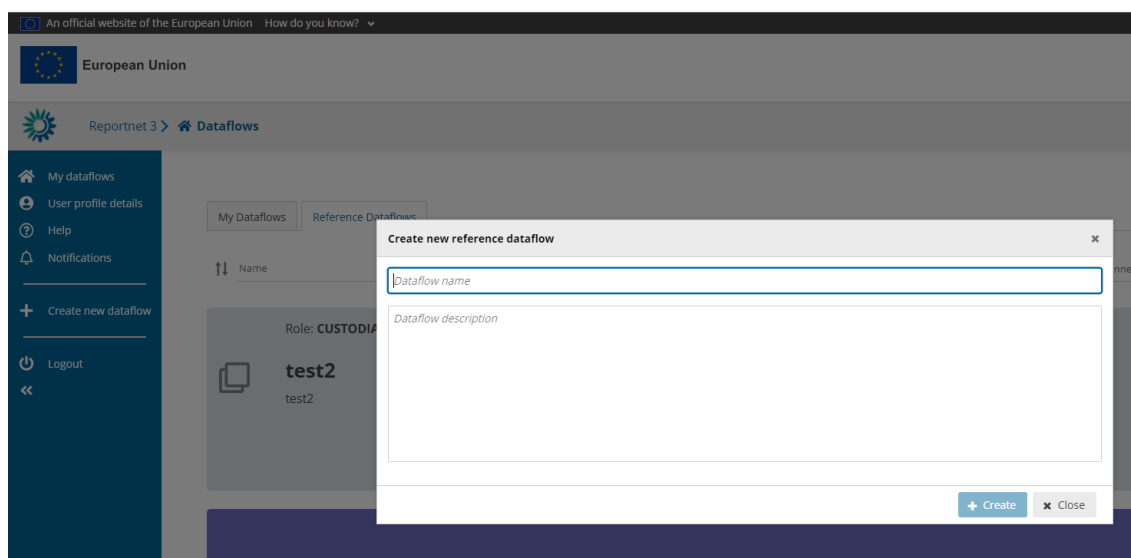 An official website of the European Union How do you know?
European Union
Reportnet 3 Dataflows
My dataflows
User profile details
Help
Notifications
Create new dataflow
Logout
My Dataflows Reference Dataflows
Name
Role: CUSTODIA
test2
test2
Create new reference dataflow
Dataflow name
Dataflow description
Create Close